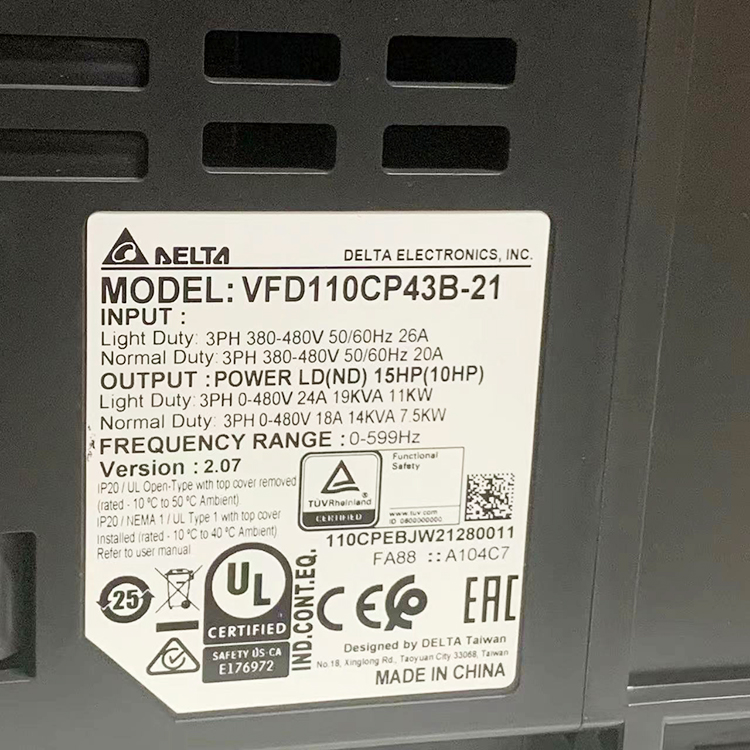 DELTA
DELTA ELECTRONICS, INC.
MODEL: VFD110CP43B-21
INPUT :
Light Duty: 3PH 380-480V 50/60Hz 26A
Normal Duty: 3PH 380-480V 50/60Hz 20A
OUTPUT : POWER LD(ND) 15HP(10HP)
Light Duty: 3PH 0-480V 24A 19KVA 11KW
Normal Duty: 3PH 0-480V 18A 14KVA 7.5KW
FREQUENCY RANGE : 0-599Hz
Version : 2.07
IP20 / UL Open-Type with top cover removed
(rated - 10 °C to 50 °C Ambient)
IP20 / NEMA 1 / UL Type 1 with top cover
Installed (rated - 10 °C to 40 °C Ambient)
Refer to user manual
TÜVRheinland
CERTIFIED
Functional
Safety
www.tuv.com
ID 0600000000
110CPEBJW21280011
FA88 :: A104C7
25
UL
CERTIFIED
SAFETY US-CA
E176972
IND.CONT.EQ.
CE
EAC
Designed by DELTA Taiwan
No.18, Xinglong Rd., Taoyuan City 33068, Taiwan
MADE IN CHINA